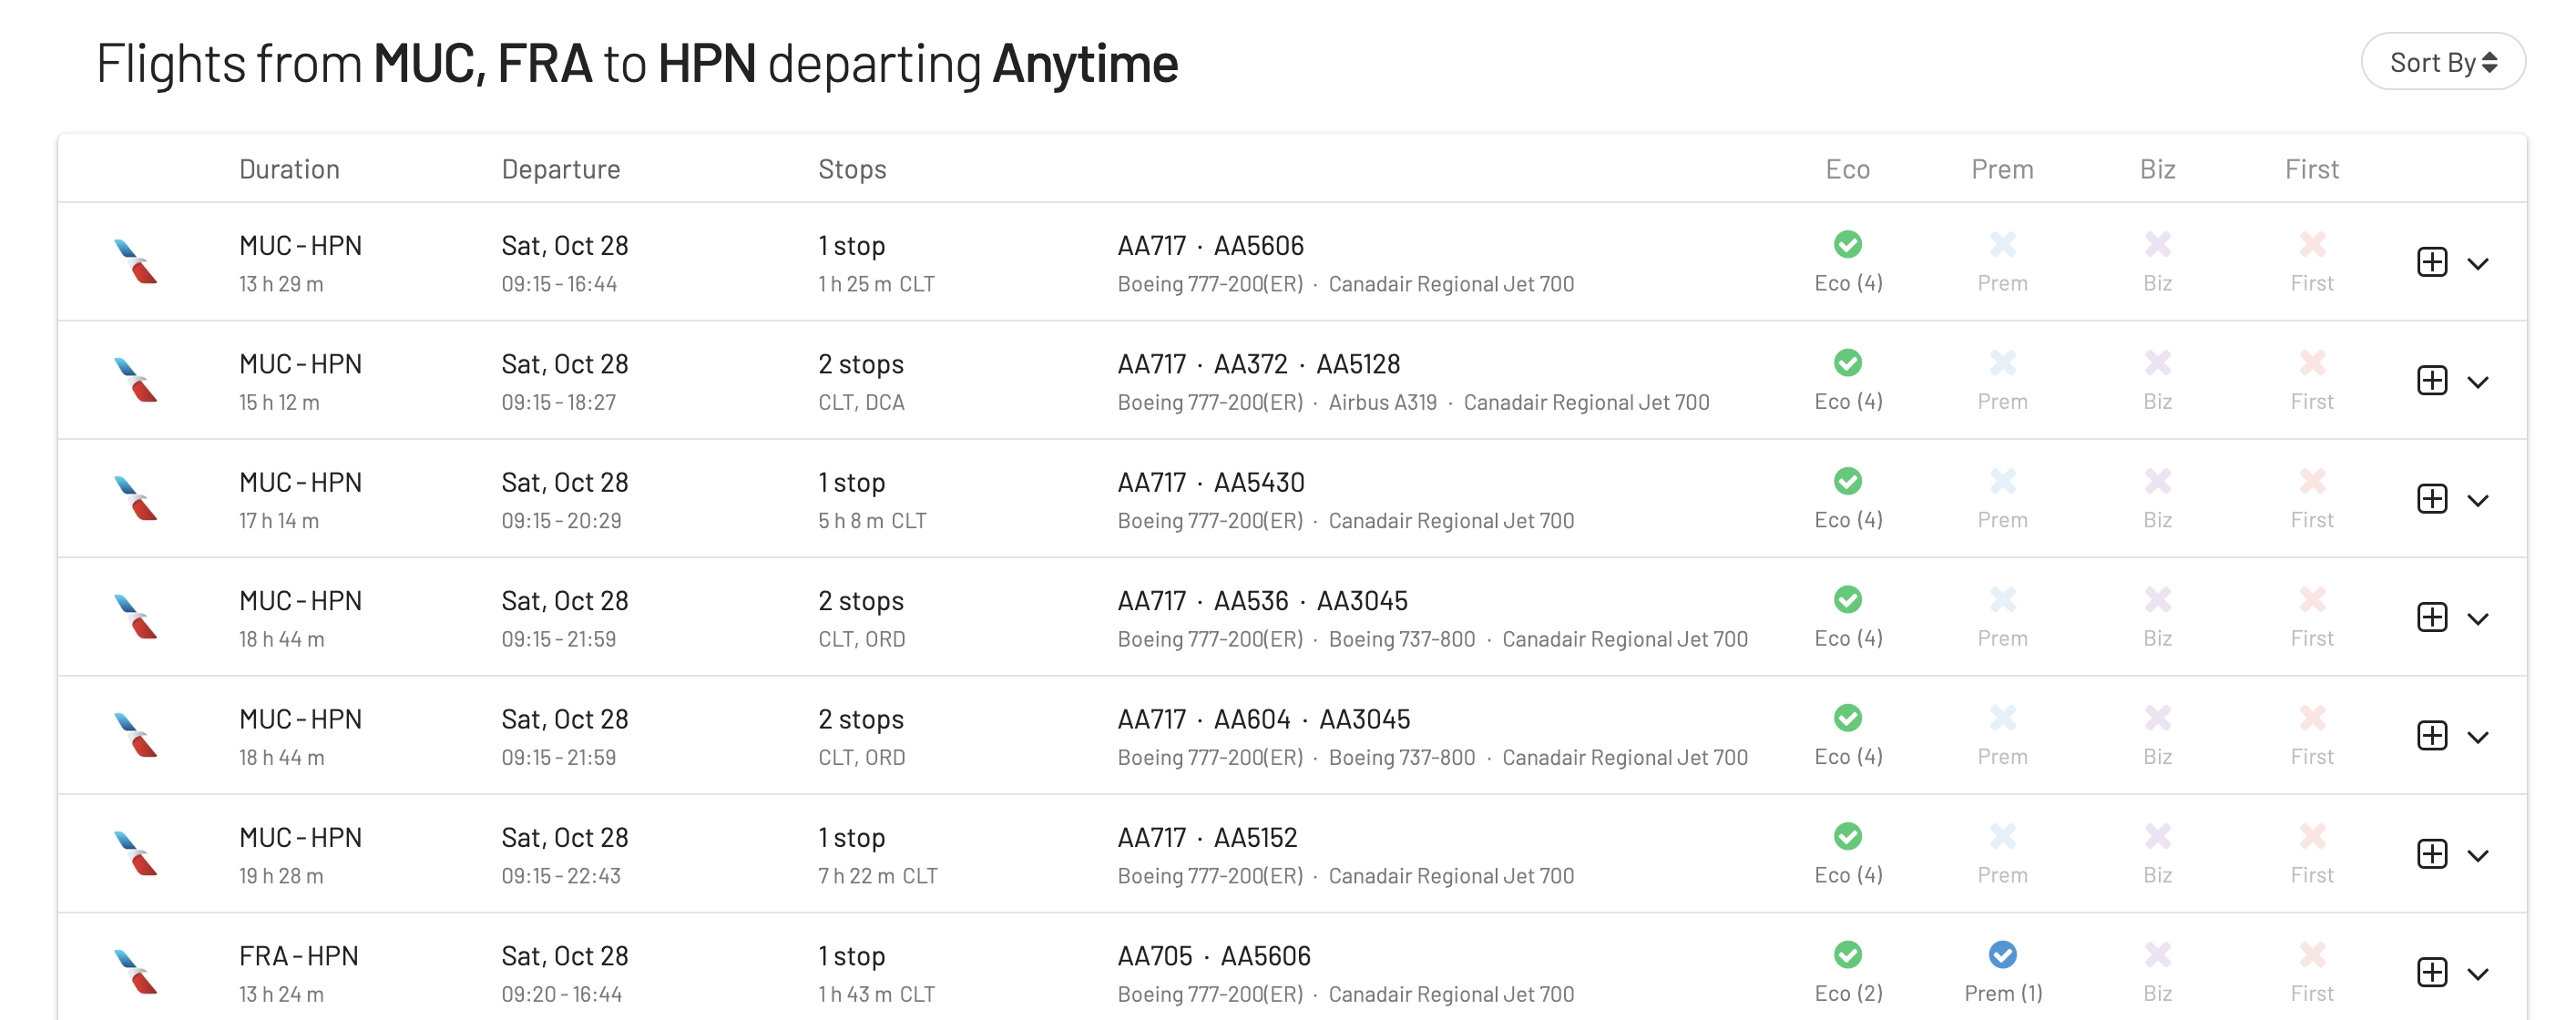 Flights from MUC, FRA to HPN departing Anytime
Sort By
Duration Departure Stops Eco Prem Biz First
MUC - HPN Sat, Oct 28 1 stop AA717 · AA5606
13 h 29 m 09:15 - 16:44 1 h 25 m CLT Boeing 777-200(ER) · Canadair Regional Jet 700 Eco (4) Prem Biz First
MUC - HPN Sat, Oct 28 2 stops AA717 · AA372 · AA5128
15 h 12 m 09:15 - 18:27 CLT, DCA Boeing 777-200(ER) · Airbus A319 · Canadair Regional Jet 700 Eco (4) Prem Biz First
MUC - HPN Sat, Oct 28 1 stop AA717 · AA5430
17 h 14 m 09:15 - 20:29 5 h 8 m CLT Boeing 777-200(ER) · Canadair Regional Jet 700 Eco (4) Prem Biz First
MUC - HPN Sat, Oct 28 2 stops AA717 · AA536 · AA3045
18 h 44 m 09:15 - 21:59 CLT, ORD Boeing 777-200(ER) · Boeing 737-800 · Canadair Regional Jet 700 Eco (4) Prem Biz First
MUC - HPN Sat, Oct 28 2 stops AA717 · AA604 · AA3045
18 h 44 m 09:15 - 21:59 CLT, ORD Boeing 777-200(ER) · Boeing 737-800 · Canadair Regional Jet 700 Eco (4) Prem Biz First
MUC - HPN Sat, Oct 28 1 stop AA717 · AA5152
19 h 28 m 09:15 - 22:43 7 h 22 m CLT Boeing 777-200(ER) · Canadair Regional Jet 700 Eco (4) Prem Biz First
FRA - HPN Sat, Oct 28 1 stop AA705 · AA5606
13 h 24 m 09:20 - 16:44 1 h 43 m CLT Boeing 777-200(ER) · Canadair Regional Jet 700 Eco (2) Prem (1) Biz First